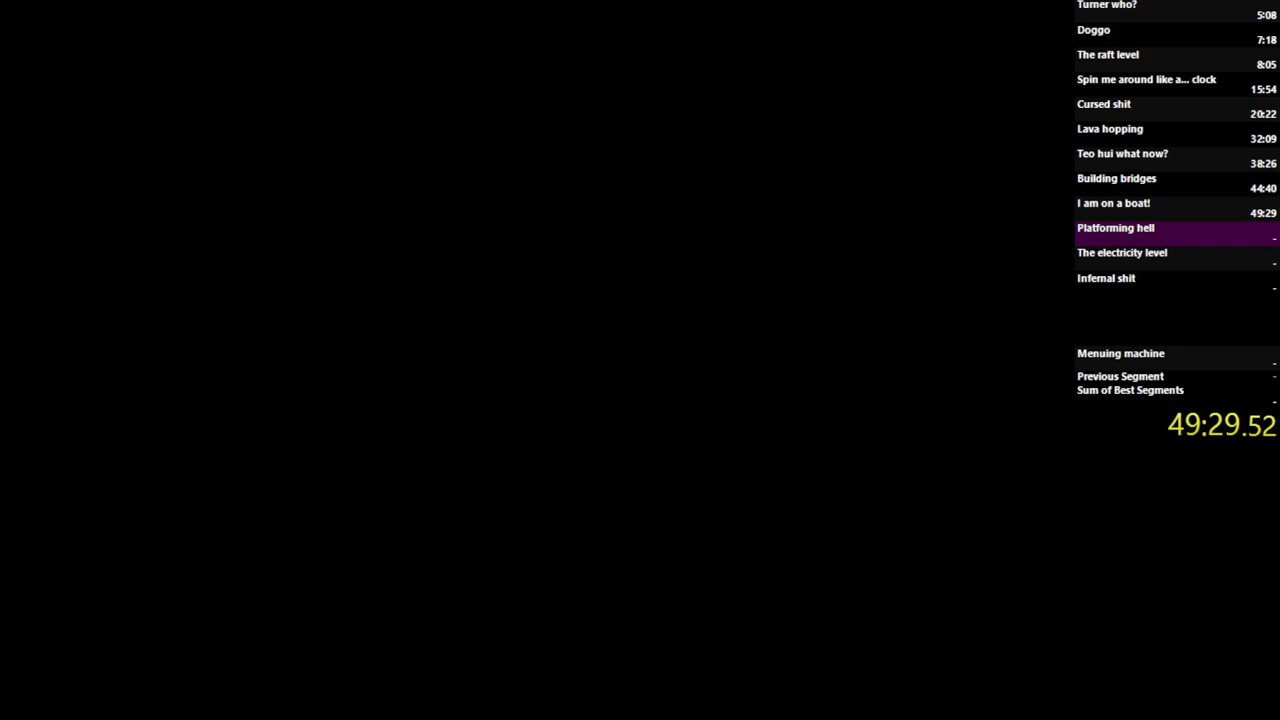 Turner who?
5:08
Doggo
7:18
The raft level
8:05
Spin me around like a... clock
15:54
Cursed shit
20:22
Lava hopping
32:09
Teo hui what now?
38:26
Building bridges
44:40
I am on a boat!
49:29
Platforming hell
-
The electricity level
-
Infernal shit
-
Menuing machine
-
Previous Segment -
Sum of Best Segments
-
49:29.52